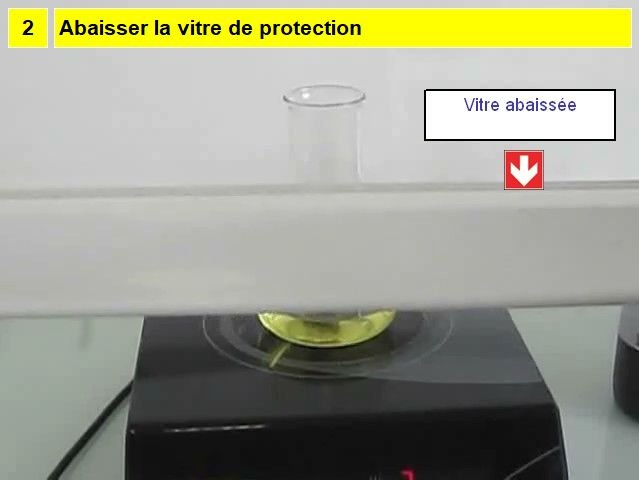 2 Abaisser la vitre de protection
Vitre abaissée